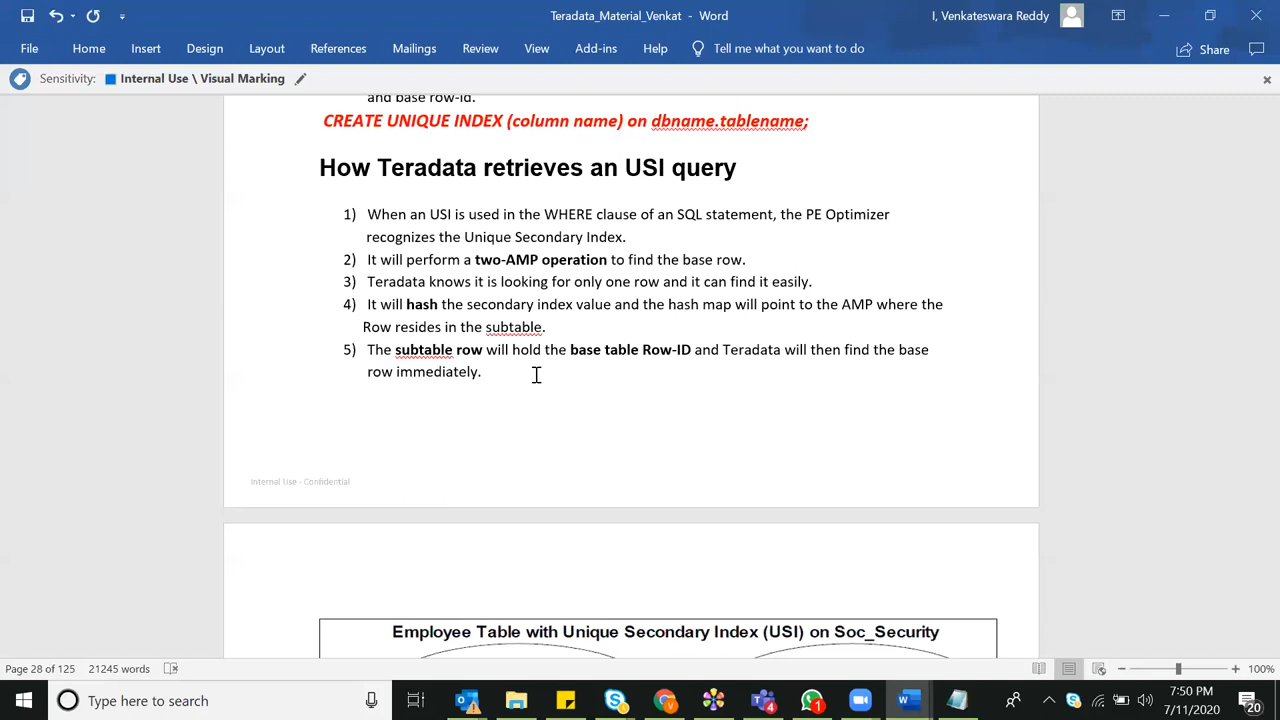 Teradata_Material_Venkat - Word
I, Venkateswara Reddy
File Home Insert Design Layout References Mailings Review View Add-ins Help Tell me what you want to do Share
Sensitivity: Internal Use \ Visual Marking
and base row-id.
CREATE UNIQUE INDEX (column name) on dbname.tablename;
How Teradata retrieves an USI query
1) When an USI is used in the WHERE clause of an SQL statement, the PE Optimizer
recognizes the Unique Secondary Index.
2) It will perform a two-AMP operation to find the base row.
3) Teradata knows it is looking for only one row and it can find it easily.
4) It will hash the secondary index value and the hash map will point to the AMP where the
Row resides in the subtable.
5) The subtable row will hold the base table Row-ID and Teradata will then find the base
row immediately.
Internal Use - Confidential
Employee Table with Unique Secondary Index (USI) on Soc_Security
Page 28 of 125 21245 words 100%
Type here to search
1
4
7:50 PM
7/11/2020
20